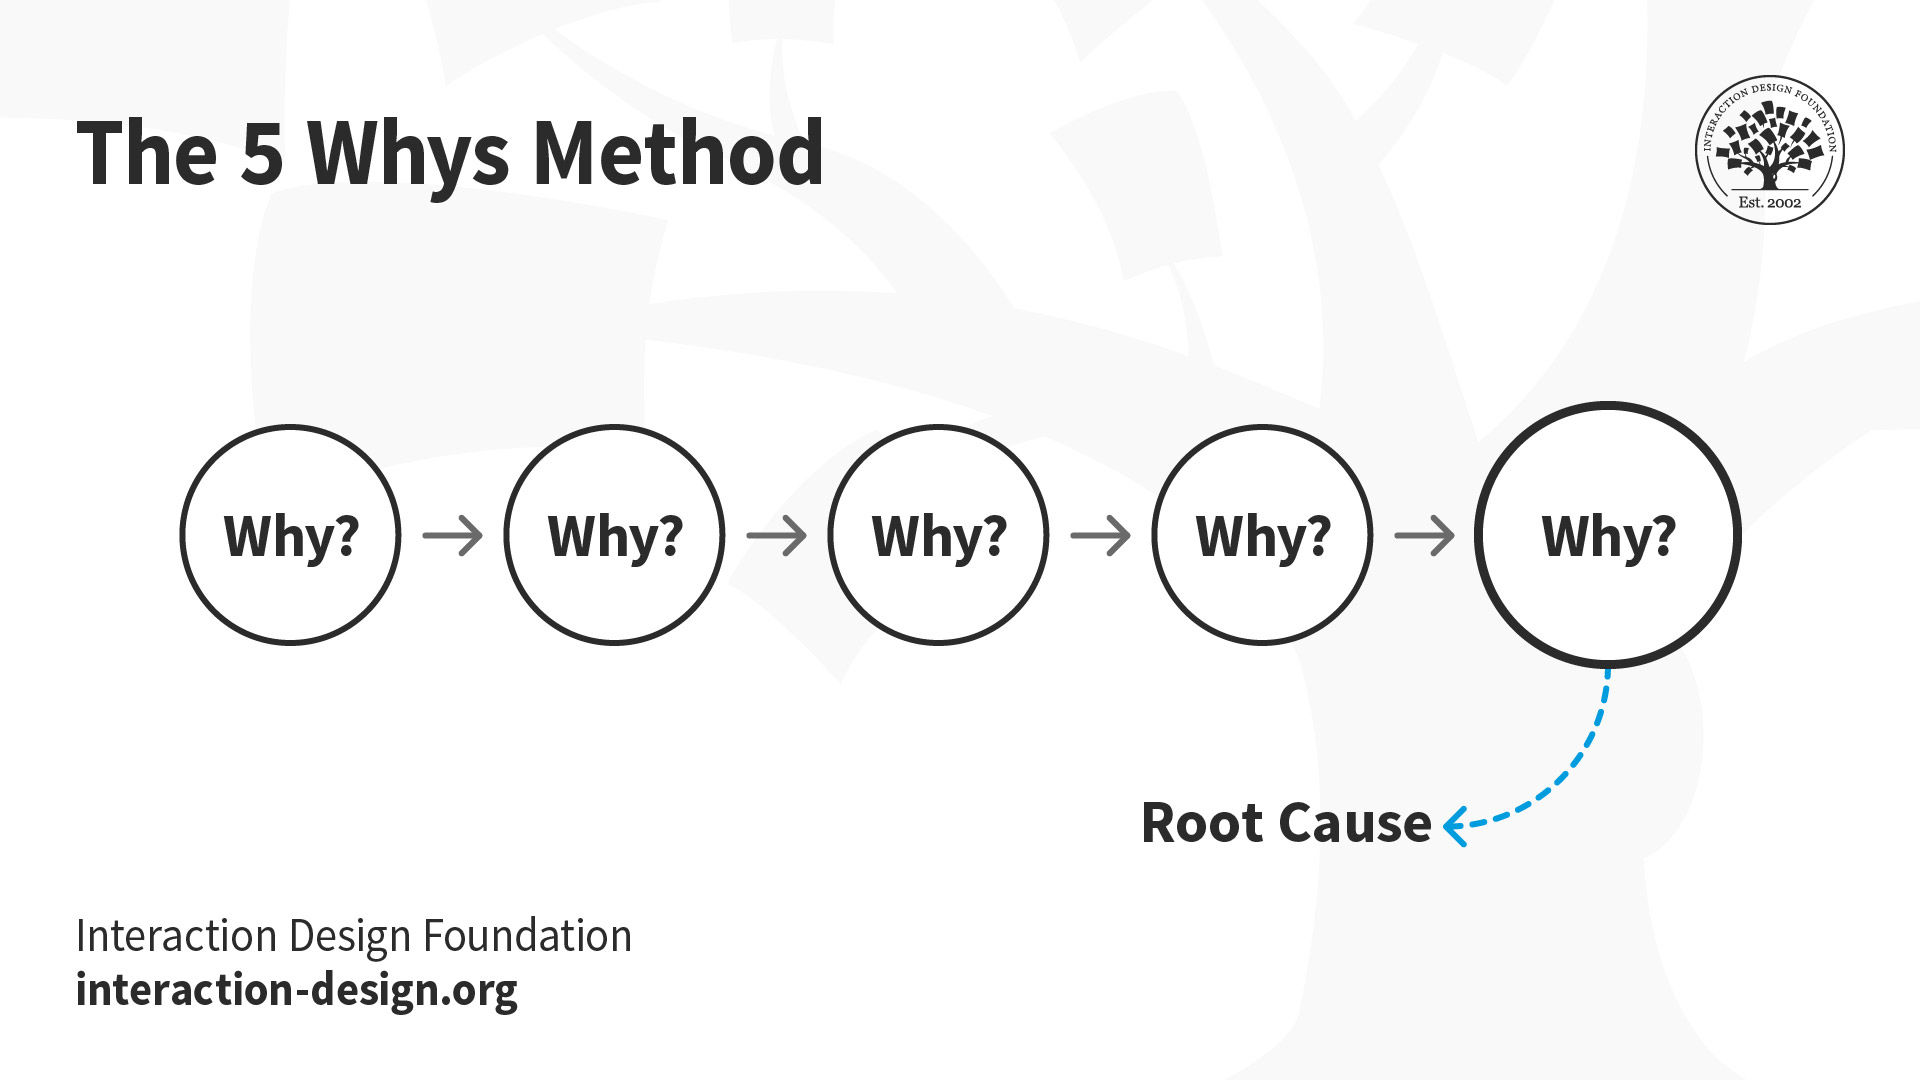 The 5 Whys Method
INTERACTION DESIGN FOUNDATION
Est. 2002
Why?
Why?
Why?
Why?
Why?
Root Cause
Interaction Design Foundation
interaction-design.org